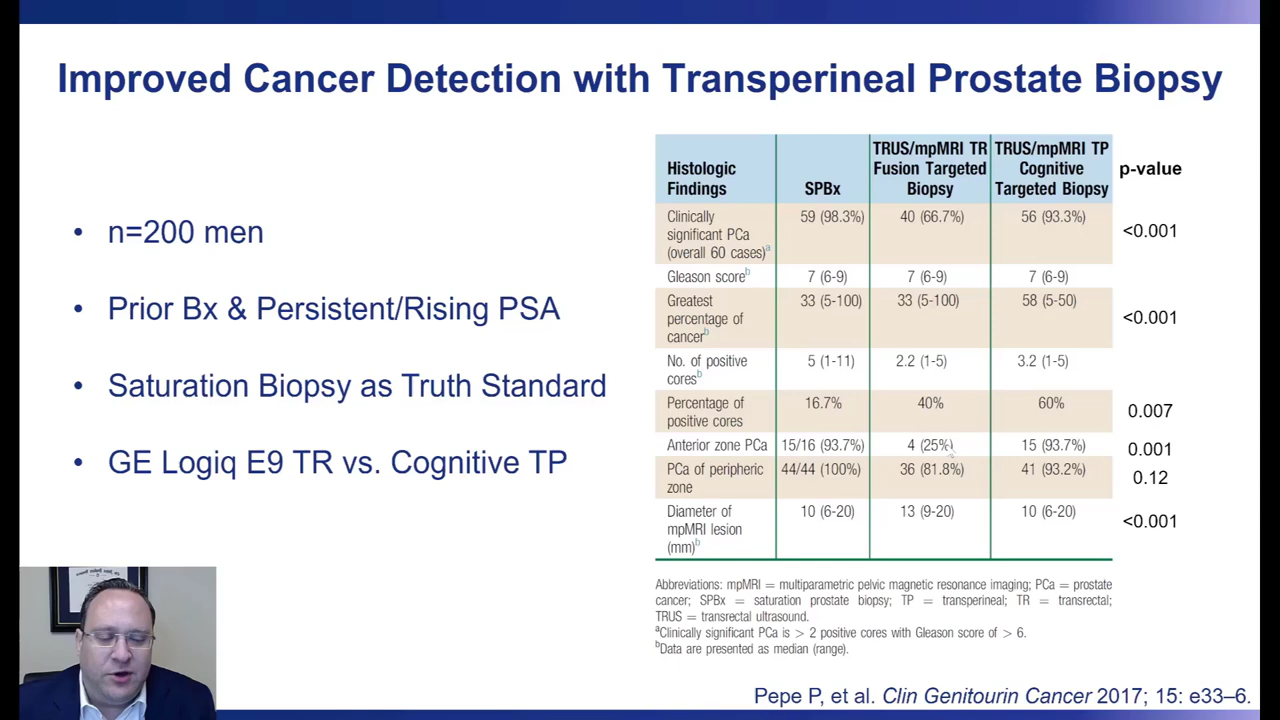 Improved Cancer Detection with Transperineal Prostate Biopsy
• n=200 men
• Prior Bx & Persistent/Rising PSA
• Saturation Biopsy as Truth Standard
• GE Logiq E9 TR vs. Cognitive TP
Histologic Findings SPBx TRUS/mpMRI TR Fusion Targeted Biopsy TRUS/mpMRI TP Cognitive Targeted Biopsy p-value
Clinically significant PCa (overall 60 cases)a 59 (98.3%) 40 (66.7%) 56 (93.3%) <0.001
Gleason scoreb 7 (6-9) 7 (6-9) 7 (6-9)
Greatest percentage of cancerb 33 (5-100) 33 (5-100) 58 (5-50) <0.001
No. of positive coresb 5 (1-11) 2.2 (1-5) 3.2 (1-5)
Percentage of positive cores 16.7% 40% 60% 0.007
Anterior zone PCa 15/16 (93.7%) 4 (25%) 15 (93.7%) 0.001
PCa of peripheric zone 44/44 (100%) 36 (81.8%) 41 (93.2%) 0.12
Diameter of mpMRI lesion (mm)b 10 (6-20) 13 (9-20) 10 (6-20) <0.001
Abbreviations: mpMRI = multiparametric pelvic magnetic resonance imaging; PCa = prostate
cancer; SPBx = saturation prostate biopsy; TP = transperineal; TR = transrectal;
TRUS = transrectal ultrasound.
aClinically significant PCa is > 2 positive cores with Gleason score of > 6.
bData are presented as median (range).
Pepe P, et al. Clin Genitourin Cancer 2017; 15: e33–6.